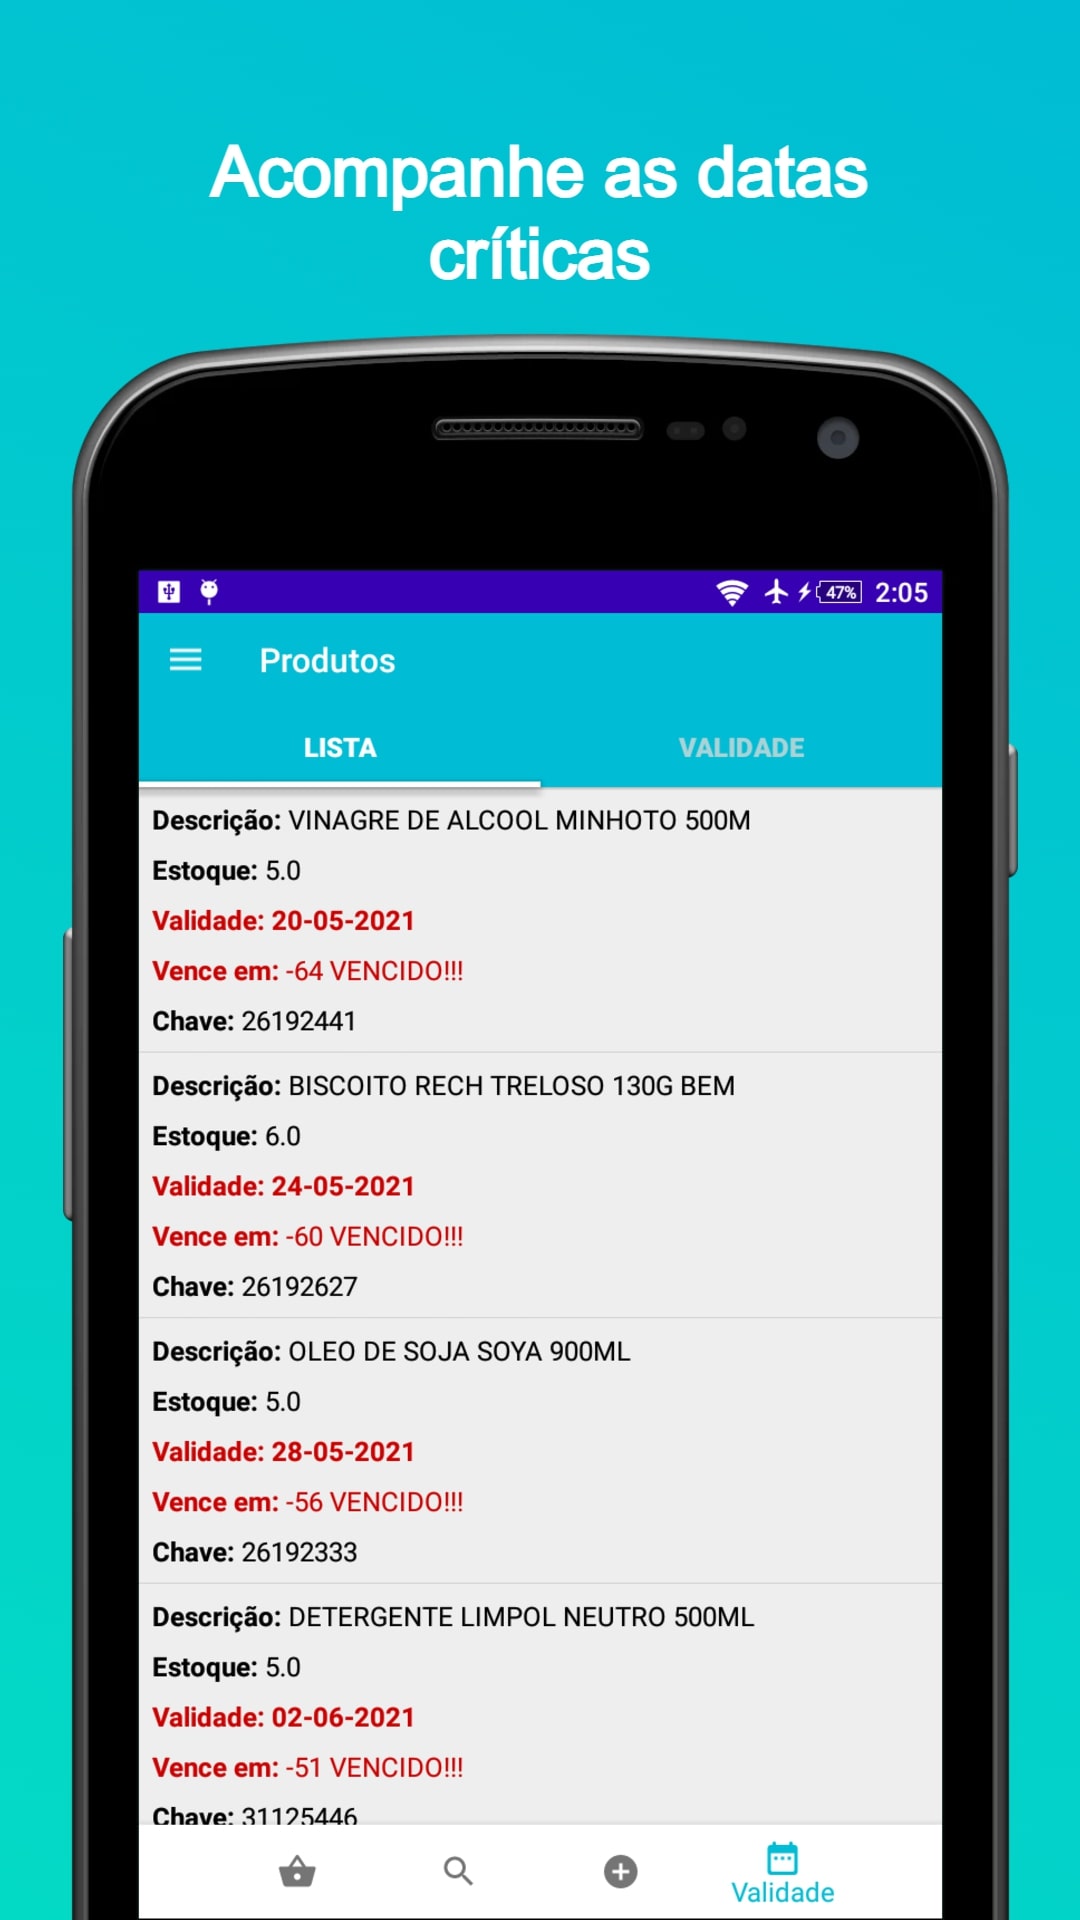 Acompanhe as datas
críticas
47% 2:05
Produtos
LISTA VALIDADE
Descrição: VINAGRE DE ALCOOL MINHOTO 500M
Estoque: 5.0
Validade: 20-05-2021
Vence em: -64 VENCIDO!!!
Chave: 26192441
Descrição: BISCOITO RECH TRELOSO 130G BEM
Estoque: 6.0
Validade: 24-05-2021
Vence em: -60 VENCIDO!!!
Chave: 26192627
Descrição: OLEO DE SOJA SOYA 900ML
Estoque: 5.0
Validade: 28-05-2021
Vence em: -56 VENCIDO!!!
Chave: 26192333
Descrição: DETERGENTE LIMPOL NEUTRO 500ML
Estoque: 5.0
Validade: 02-06-2021
Vence em: -51 VENCIDO!!!
Chave: 31125446
Validade